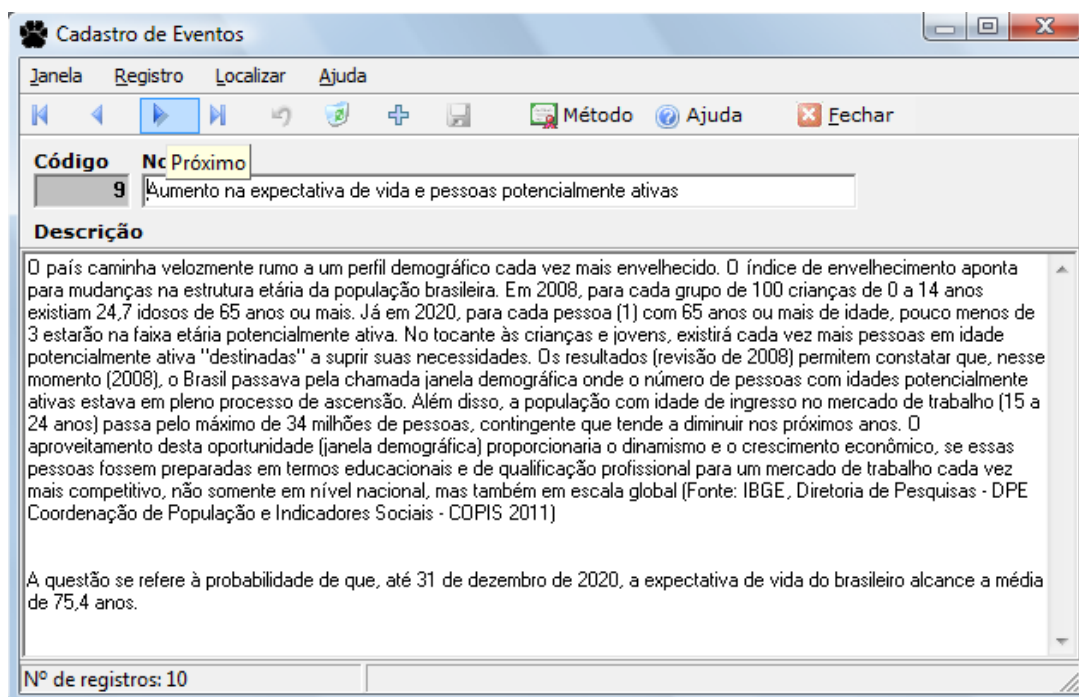 Cadastro de Eventos
Janela Registro Localizar Ajuda
Método Ajuda Fechar
Código
Próximo
9 Aumento na expectativa de vida e pessoas potencialmente ativas
Descrição
O país caminha velozmente rumo a um perfil demográfico cada vez mais envelhecido. O índice de envelhecimento aponta
para mudanças na estrutura etária da população brasileira. Em 2008, para cada grupo de 100 crianças de 0 a 14 anos
existiam 24,7 idosos de 65 anos ou mais. Já em 2020, para cada pessoa (1) com 65 anos ou mais de idade, pouco menos de
3 estarão na faixa etária potencialmente ativa. No tocante às crianças e jovens, existirá cada vez mais pessoas em idade
potencialmente ativa "destinadas" a suprir suas necessidades. Os resultados (revisão de 2008) permitem constatar que, nesse
momento (2008), o Brasil passava pela chamada janela demográfica onde o número de pessoas com idades potencialmente
ativas estava em pleno processo de ascensão. Além disso, a população com idade de ingresso no mercado de trabalho (15 a
24 anos) passa pelo máximo de 34 milhões de pessoas, contingente que tende a diminuir nos próximos anos. O
aproveitamento desta oportunidade (janela demográfica) proporcionaria o dinamismo e o crescimento econômico, se essas
pessoas fossem preparadas em termos educacionais e de qualificação profissional para um mercado de trabalho cada vez
mais competitivo, não somente em nível nacional, mas também em escala global (Fonte: IBGE, Diretoria de Pesquisas - DPE
Coordenação de População e Indicadores Sociais - COPIS 2011)
A questão se refere à probabilidade de que, até 31 de dezembro de 2020, a expectativa de vida do brasileiro alcance a média
de 75,4 anos.
Nº de registros: 10